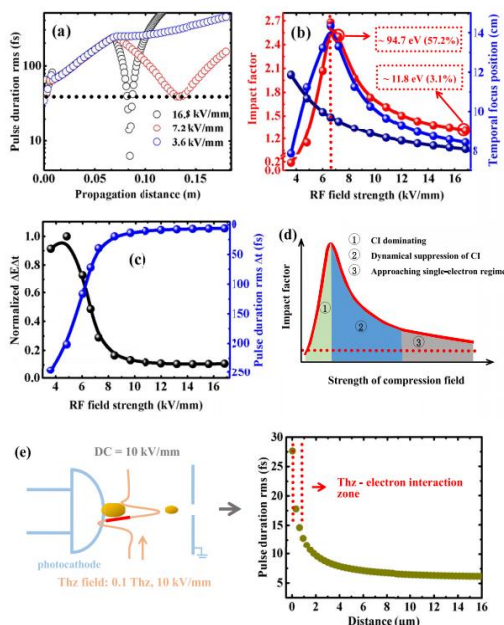 (a)
Pulse duration rms (fs)
100
10
16.8 kV/mm
7.2 kV/mm
3.6 kV/mm
0.00 0.05 0.10 0.15 0.20
Propagation distance (m)
(b)
Impact factor
2.7
2.4
2.1
1.8
1.5
1.2
0.9
0.2
~ 94.7 eV (57.2%)
~ 11.8 eV (3.1%)
Temporal focus position (cm)
14
12
10
8
4 6 8 10 12 14 16
RF field strength (kV/mm)
(c)
Normalized ΔEΔt
1.0
0.8
0.6
0.4
0.2
0.0
Pulse duration rms Δt (fs)
0
50
100
150
200
250
4 6 8 10 12 14 16
RF field strength (kV/mm)
(d)
① CI dominating
② Dynamical suppression of CI
③ Approaching single-electron regime
Impact factor
①
②
③
Strength of compression field
(e)
DC = 10 kV/mm
photocathode
Thz field: 0.1 Thz, 10 kV/mm
Pulse duration rms (fs)
30
25
20
15
10
5
Thz - electron interaction
zone
0 2 4 6 8 10 12 14
Distance (μm)